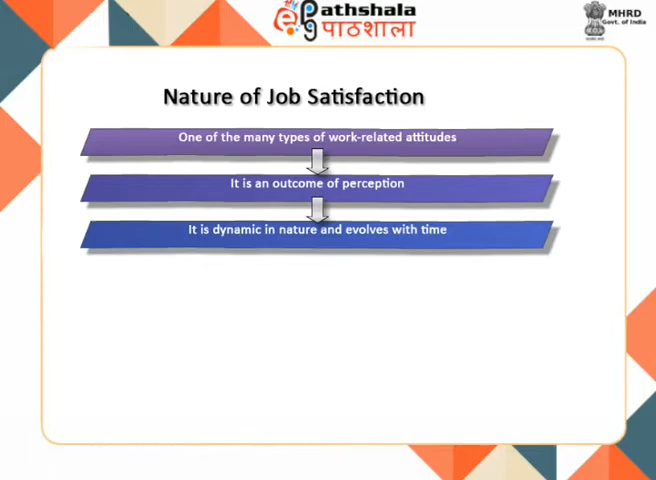 ePG athshala
पाठशाला
MHRD
Govt. of India
Nature of Job Satisfaction
One of the many types of work-related attitudes
It is an outcome of perception
It is dynamic in nature and evolves with time